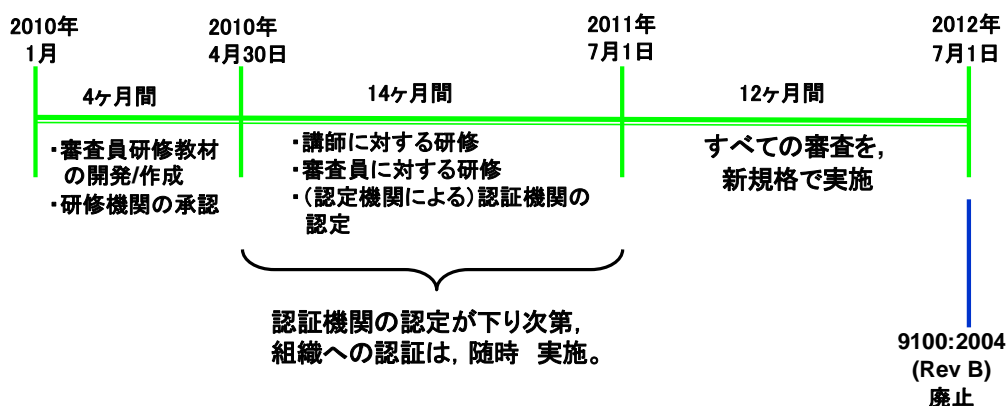 2010年
1月
2010年
4月30日
2011年
7月1日
2012年
7月1日
4ヶ月間
14ヶ月間
12ヶ月間
・審査員研修教材
の開発/作成
・研修機関の承認
・講師に対する研修
・審査員に対する研修
・(認定機関による)認証機関の
認定
すべての審査を,
新規格で実施
認証機関の認定が下り次第,
組織への認証は, 随時 実施。
9100:2004
(Rev B)
廃止